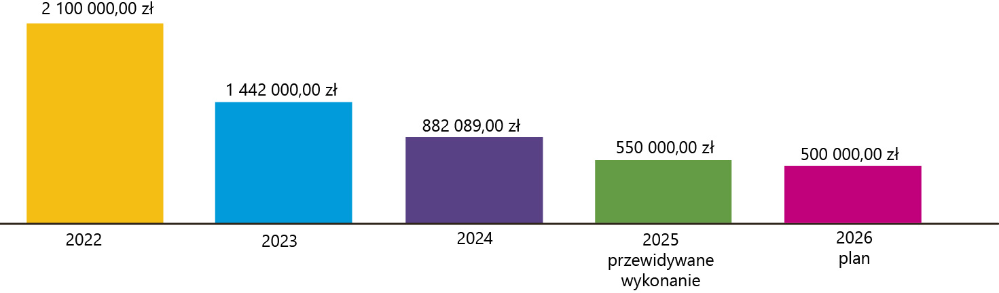 2 100 000,00 zł
1 442 000,00 zł
882 089,00 zł
550 000,00 zł
500 000,00 zł
2022
2023
2024
2025
przewidywane
wykonanie
2026
plan